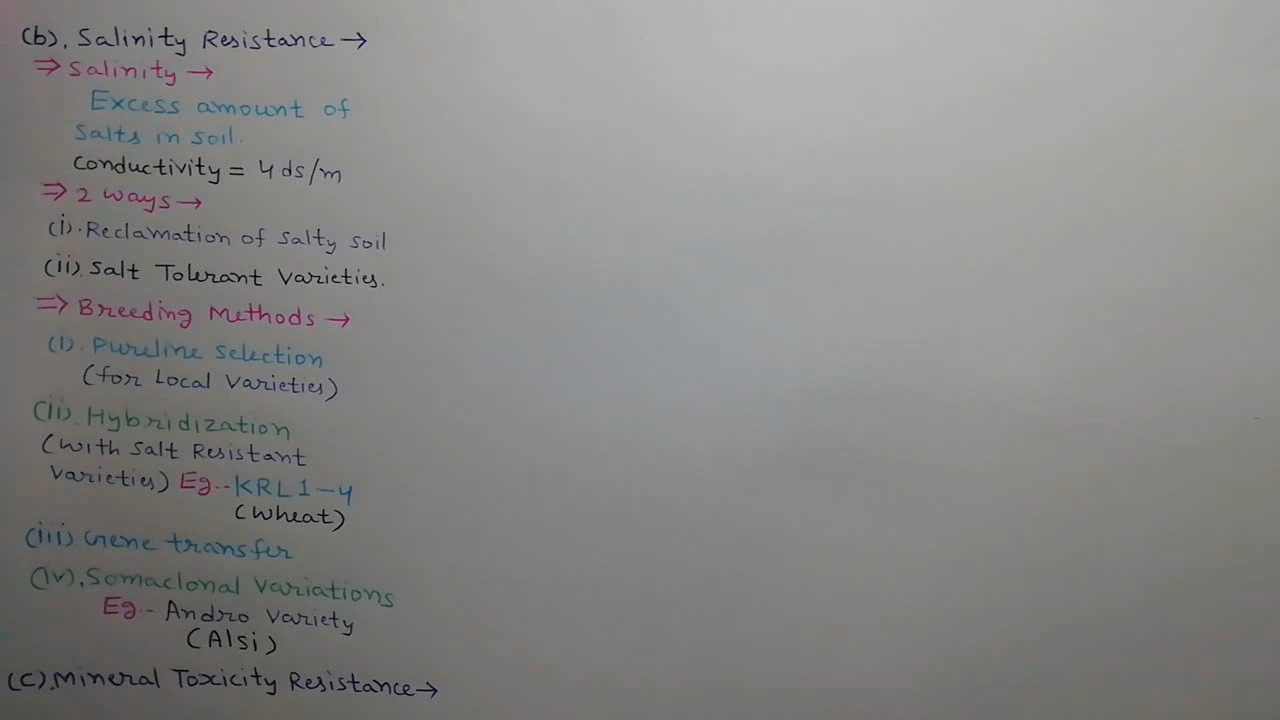 (b). Salinity Resistance →
⇒ Salinity →
Excess amount of
Salts in soil.
Conductivity = 4 ds/m
⇒ 2 ways →
(i). Reclamation of salty soil
(ii). Salt Tolerant Varieties.
⇒ Breeding Methods →
(i). Pureline selection
(for Local Varieties)
(ii). Hybridization
(with Salt Resistant
Varieties) Eg.- KRL1-4
(Wheat)
(iii). Gene transfer
(iv). Somaclonal Variations
Eg.- Andro Variety
(Alsi)
(C). Mineral Toxicity Resistance →